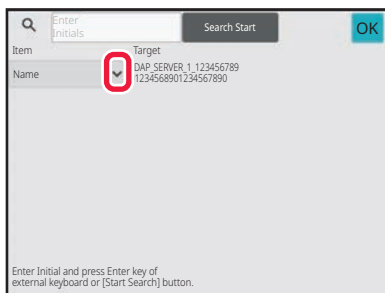 Enter
Initials
Search Start
OK
Item
Target
Name
DAP_SERVER_1_123456789
1234568901234567890
Enter Initial and press Enter key of
external keyboard or [Start Search] button.